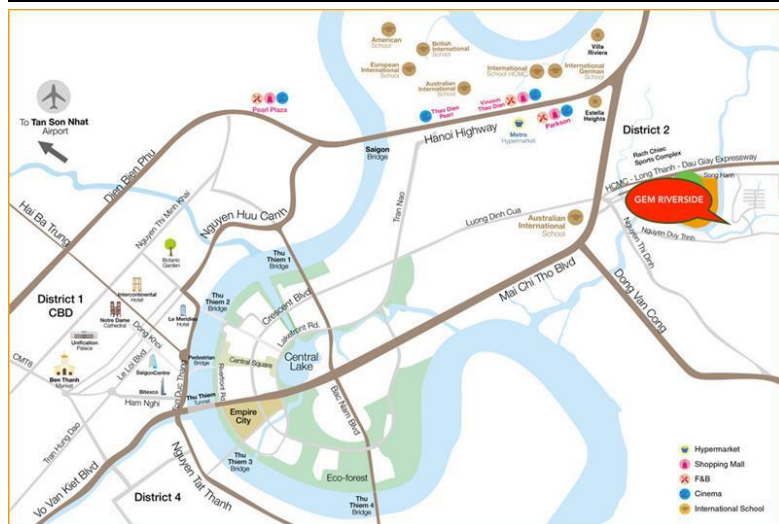 American
School
British
International
School
European
International
School
International
School HCMC
International
German
School
Australian
International
School
Villa
Riviera
To Tan Son Nhat
Airport
Pearl Plaza
Thao Dien
Pearl
Vincom
Thao Dien
Metro
Hypermarket
Parkson
Estella
Heights
District 2
Saigon
Bridge
Hanoi Highway
Rach Chiec
Sports Complex
HCMC - Long Thanh - Dau Giay Expressway
Song Hanh
GEM RIVERSIDE
Dien Bien Phu
Hai Ba Trung
Nguyen Thi Minh Khai
Nguyen Huu Canh
Tran Nao
Luong Dinh Cua
Australian
International
School
Nguyen Thi Dinh
Nguyen Duy Trinh
Botanic
Garden
Thu
Thiem 1
Bridge
Mai Chi Tho Blvd
Dong Van Cong
District 1
CBD
Intercontinental
Hotel
Notre Dame
Cathedral
Le Meridien
Hotel
Thu
Thiem 2
Bridge
Crescent Blvd
Lakefront Rd.
Unification
Palace
Dong Khoi
Le Loi Blvd
Pedestrian
Bridge
Central Square
Central
Lake
CMT8
Ben Thanh
Market
SaigonCentre
Bitexco
Ham Nghi
Ton Duc Thang
Riverfront Rd.
Thu Thiem
Tunnel
Empire
City
Bac Nam Blvd
Tran Hung Dao
Vo Van Kiet Blvd
District 4
Nguyen Tat Thanh
Thu
Thiem 3
Bridge
Eco-forest
Thu
Thiem 4
Bridge
Hypermarket
Shopping Mall
F&B
Cinema
International School